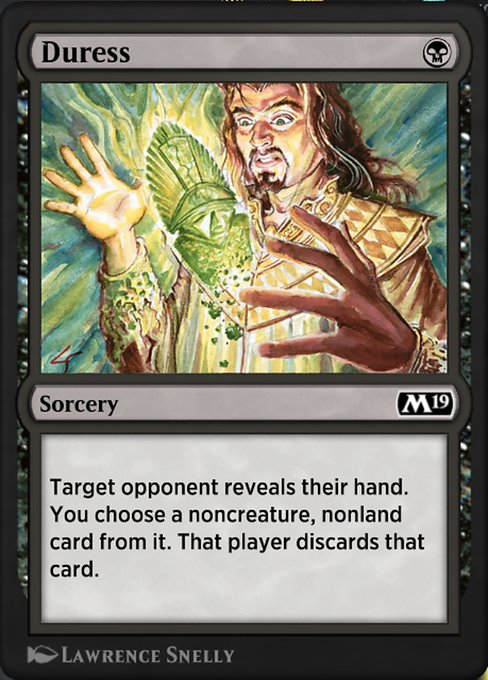 Duress
Sorcery
M19
Target opponent reveals their hand.
You choose a noncreature, nonland
card from it. That player discards that
card.
Lawrence Snelly